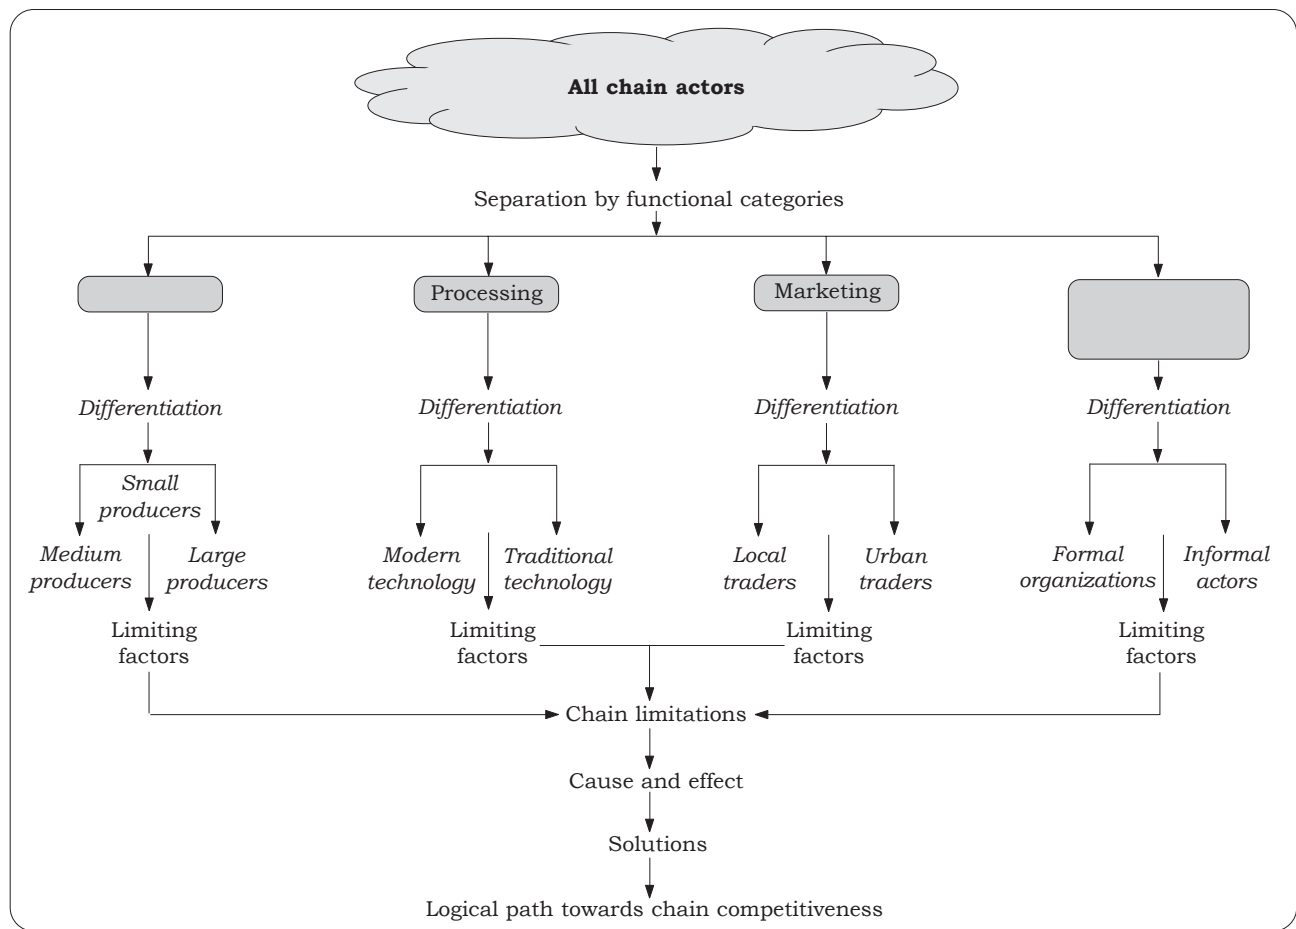 All chain actors
Separation by functional categories
Processing
Marketing
Differentiation
Differentiation
Differentiation
Differentiation
Small
producers
Medium
producers
Large
producers
Modern
technology
Traditional
technology
Local
traders
Urban
traders
Formal
organizations
Informal
actors
Limiting
factors
Limiting
factors
Limiting
factors
Limiting
factors
Chain limitations
Cause and effect
Solutions
Logical path towards chain competitiveness